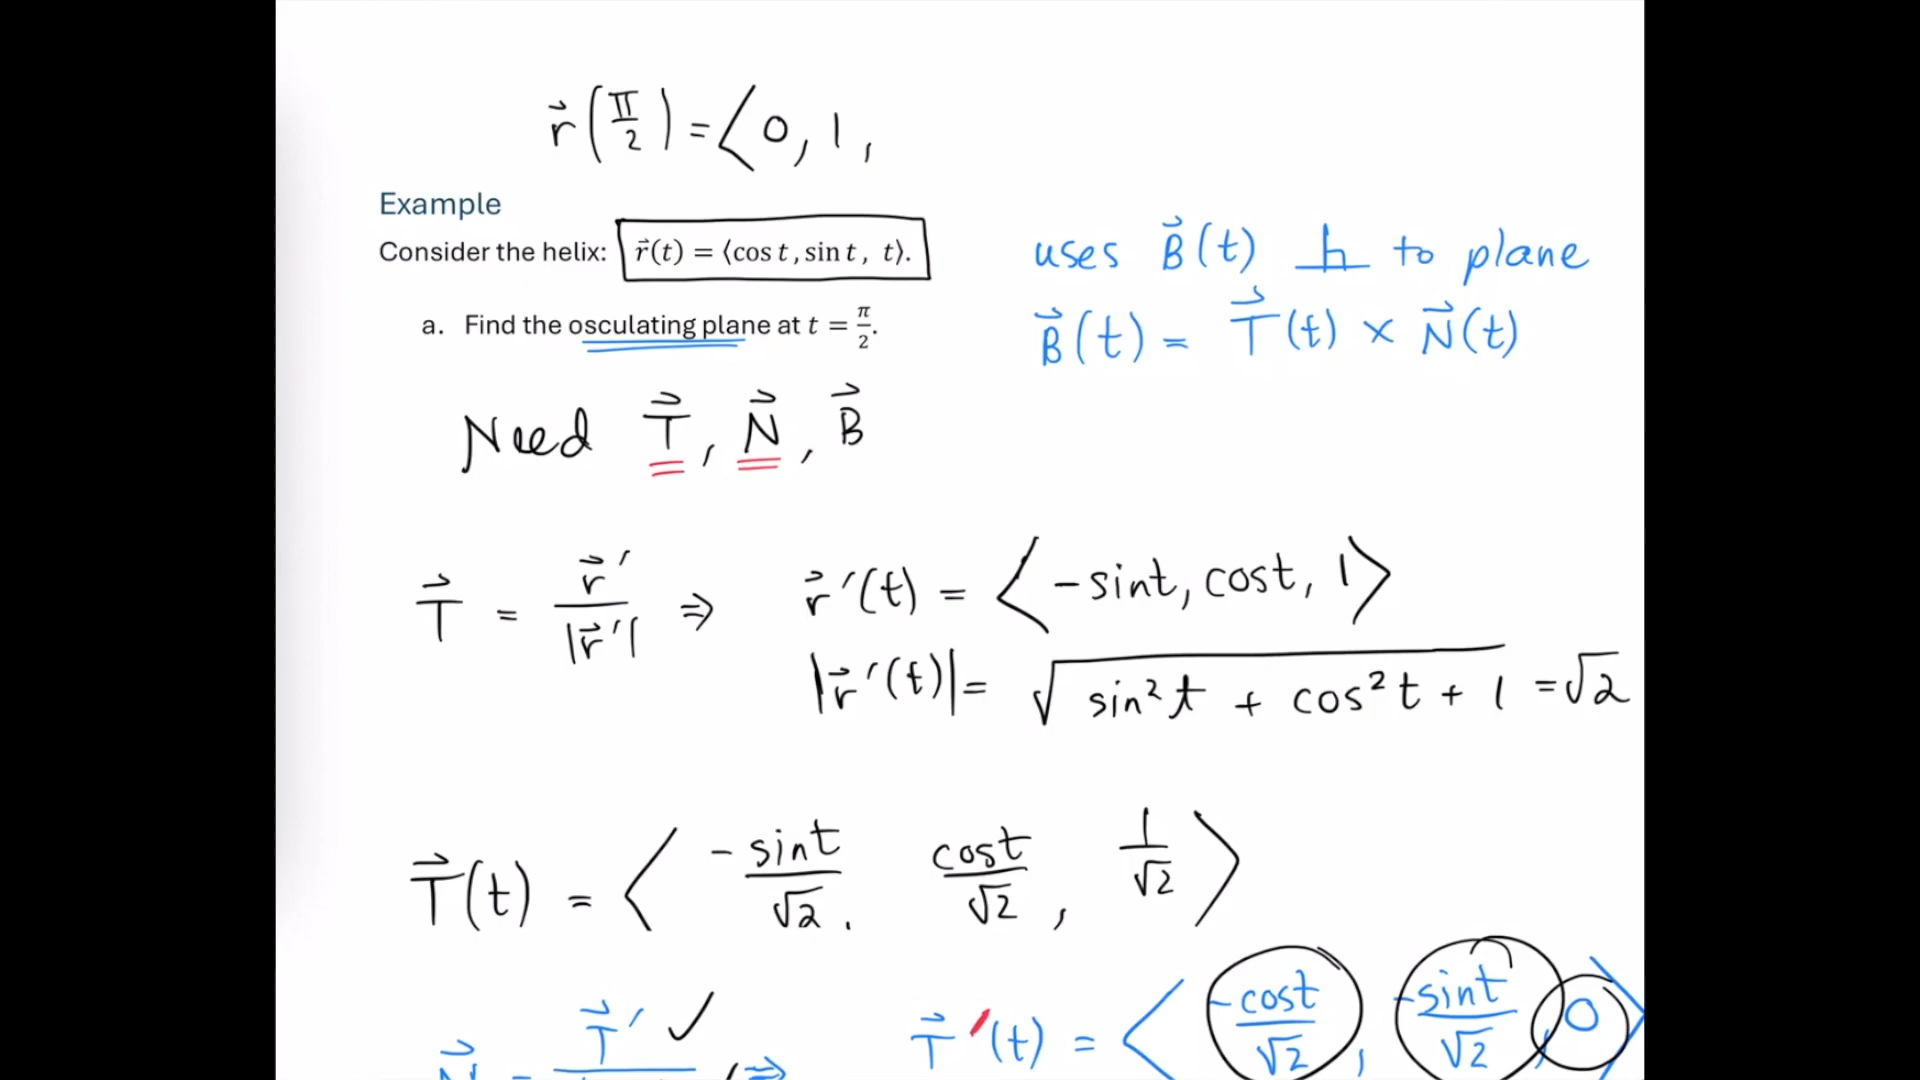 r⃗(π/2) = ⟨0, 1,
Example
Consider the helix: r⃗(t) = ⟨cos t, sin t, t⟩.
uses B⃗(t) ⊥ to plane
a. Find the osculating plane at t = π/2.
B⃗(t) = T⃗(t) × N⃗(t)
Need T⃗, N⃗, B⃗
T⃗ = r⃗′/|r⃗′| ⇒ r⃗′(t) = ⟨-sint, cost, 1⟩
|r⃗′(t)| = √(sin²t + cos²t + 1) = √2
T⃗(t) = ⟨-sint/√2, cost/√2, 1/√2⟩
T⃗′ ✓ T⃗′(t) = ⟨-cost/√2, -sint/√2, 0⟩